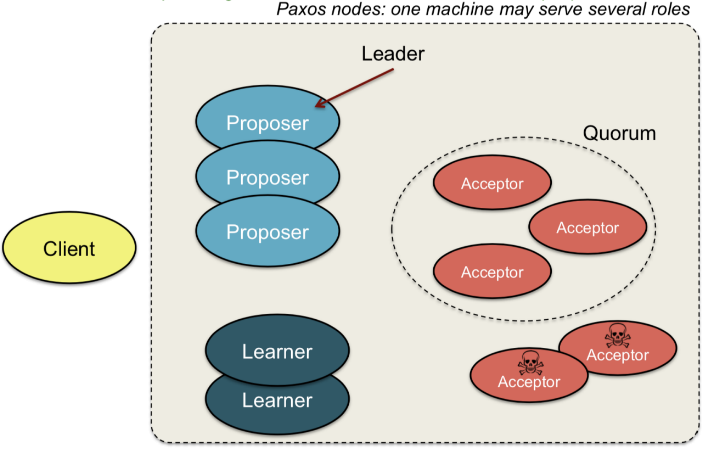 Paxos nodes: one machine may serve several roles
Leader
Proposer
Proposer
Proposer
Quorum
Acceptor
Acceptor
Acceptor
Client
Learner
Learner
Acceptor
Acceptor